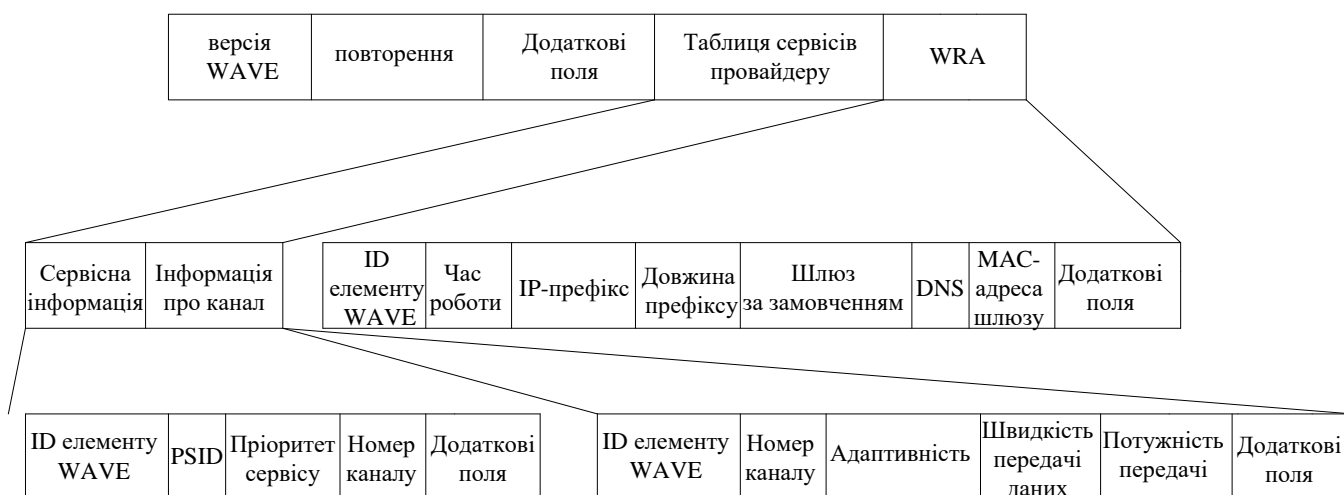 версія
WAVE
повторення
Додаткові
поля
Таблиця сервісів
провайдеру
WRA
Сервісна
інформація
Інформація
про канал
ID
елементу
WAVE
Час
роботи
IP-префікс
Довжина
префіксу
Шлюз
за замовченням
DNS
MAC-
адреса
шлюзу
Додаткові
поля
ID елементу
WAVE
PSID
Пріоритет
сервісу
Номер
каналу
Додаткові
поля
ID елементу
WAVE
Номер
каналу
Адаптивність
Швидкість
передачі
даних
Потужність
передачі
Додаткові
поля